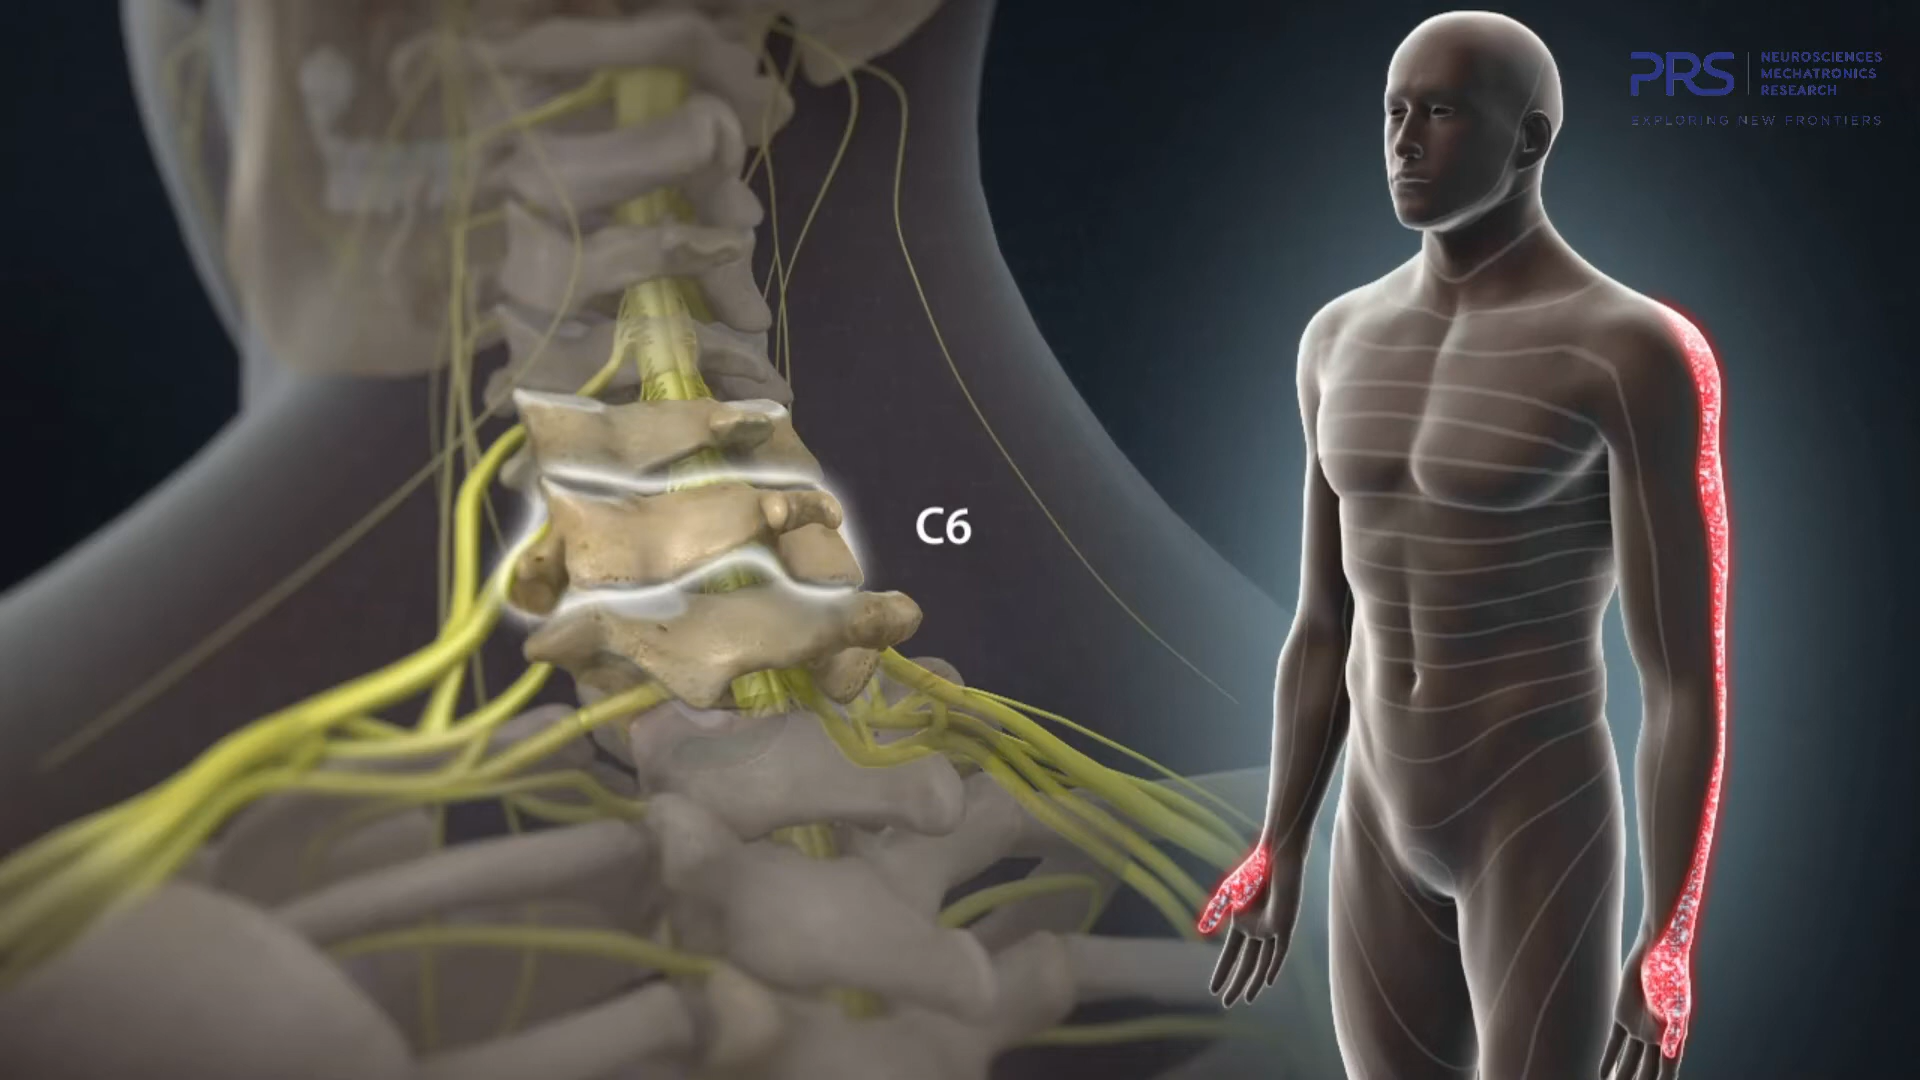 PRS
NEUROSCIENCES
MECHATRONICS
RESEARCH
EXPLORING NEW FRONTIERS
C6